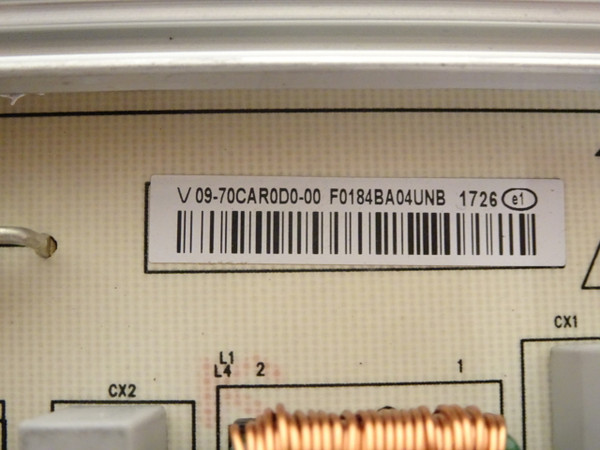 V 09-70CAR0D0-00 F0184BA04UNB 1726 e1
CX1
L1
L4 2 1
CX2